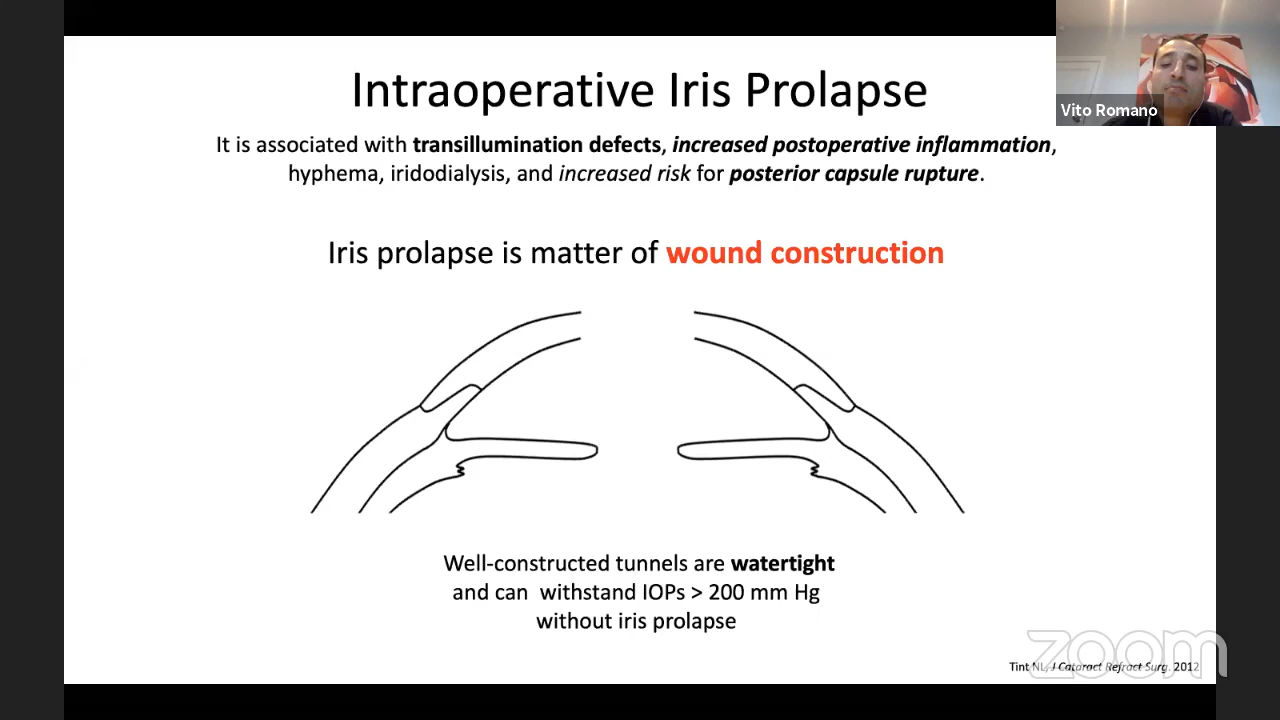 Intraoperative Iris Prolapse
It is associated with transillumination defects, increased postoperative inflammation,
hyphema, iridodialysis, and increased risk for posterior capsule rupture.
Iris prolapse is matter of wound construction
Well-constructed tunnels are watertight
and can withstand IOPs > 200 mm Hg
without iris prolapse
Tint NL, J Cataract Refract Surg. 2012
zoom
Vito Romano